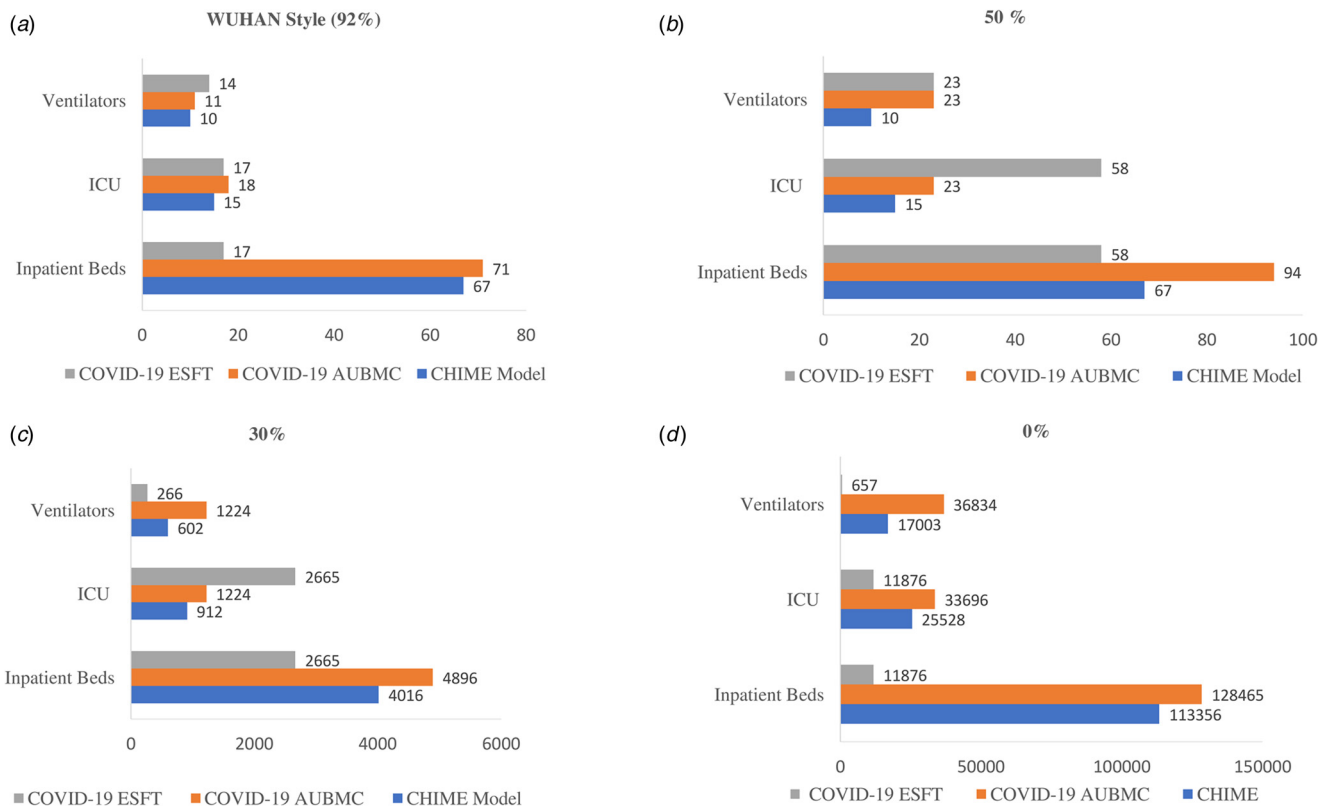 (a)
WUHAN Style (92%)
Ventilators
14
11
10
ICU
17
18
15
Inpatient Beds
17
71
67
0 20 40 60 80
COVID-19 ESFT COVID-19 AUBMC CHIME Model
(b)
50 %
Ventilators
23
23
10
ICU
58
23
15
Inpatient Beds
58
94
67
0 20 40 60 80 100
COVID-19 ESFT COVID-19 AUBMC CHIME Model
(c)
30%
Ventilators
266
1224
602
ICU
2665
1224
912
Inpatient Beds
2665
4896
4016
0 2000 4000 6000
COVID-19 ESFT COVID-19 AUBMC CHIME Model
(d)
0%
Ventilators
657
36834
17003
ICU
11876
33696
25528
Inpatient Beds
11876
128465
113356
0 50000 100000 150000
COVID-19 ESFT COVID-19 AUBMC CHIME